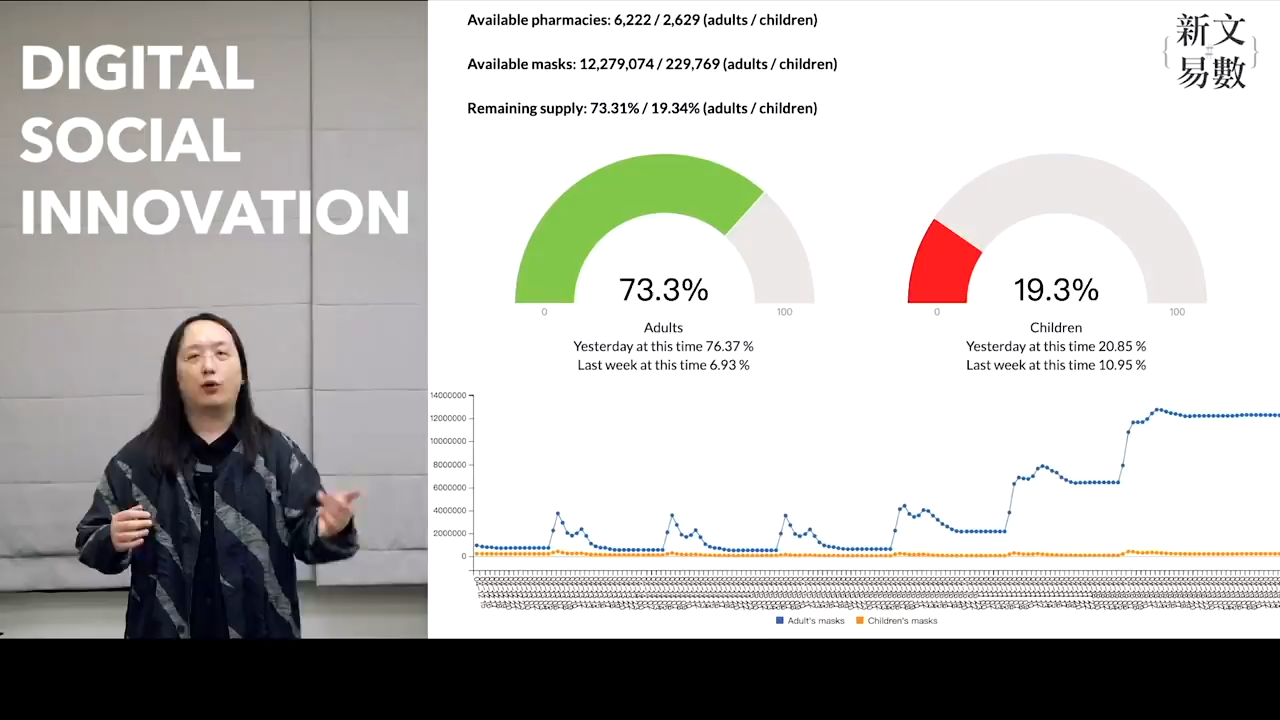 DIGITAL
SOCIAL
INNOVATION
Available pharmacies: 6,222 / 2,629 (adults / children)
Available masks: 12,279,074 / 229,769 (adults / children)
Remaining supply: 73.31% / 19.34% (adults / children)
新文
易數
73.3%
0
100
Adults
Yesterday at this time 76.37 %
Last week at this time 6.93 %
19.3%
0
100
Children
Yesterday at this time 20.85 %
Last week at this time 10.95 %
14000000
12000000
10000000
8000000
6000000
4000000
2000000
0
Adult's masks
Children's masks